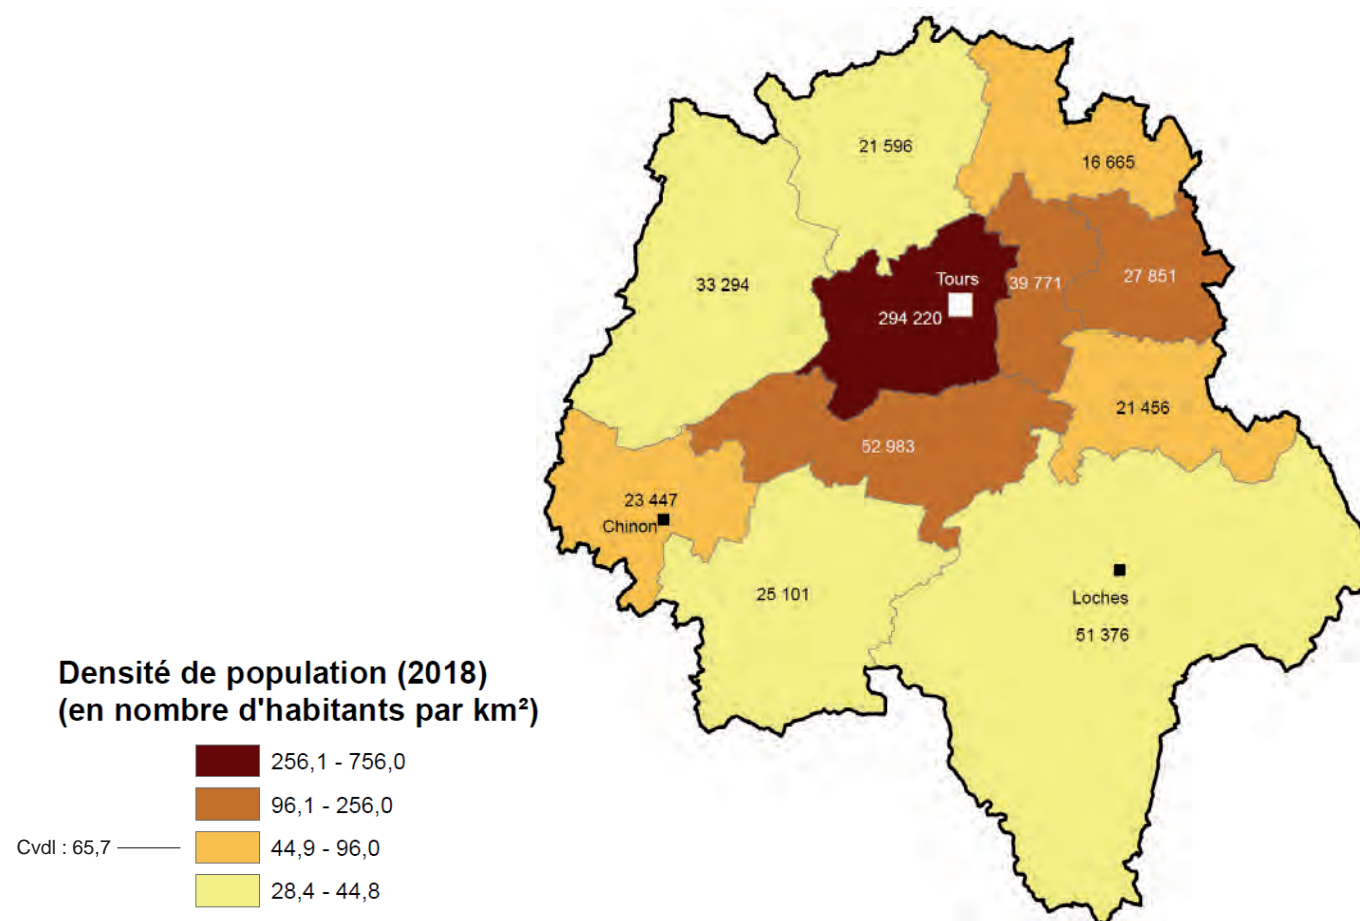 21 596
16 665
33 294
Tours
39 771
27 851
294 220
21 456
52 983
23 447
Chinon
25 101
Loches
51 376
Densité de population (2018)
(en nombre d'habitants par km²)
256,1 - 756,0
96,1 - 256,0
Cvdl : 65,7
44,9 - 96,0
28,4 - 44,8